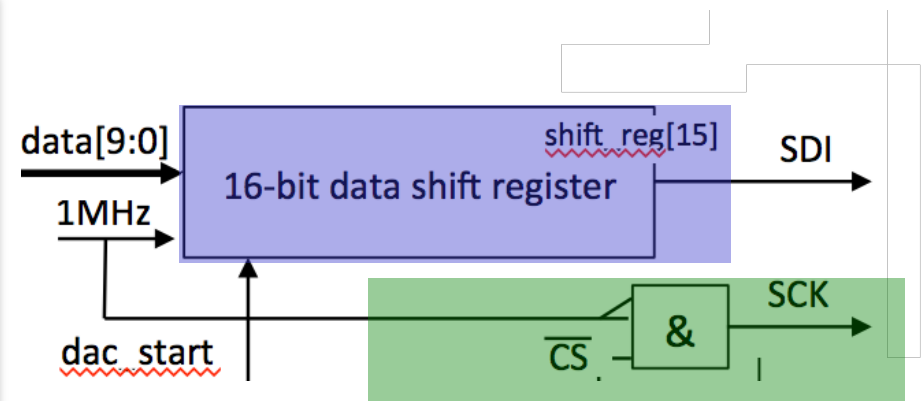 data[9:0]
shift_reg[15]
SDI
16-bit data shift register
1MHz
SCK
&
dac_start
CS